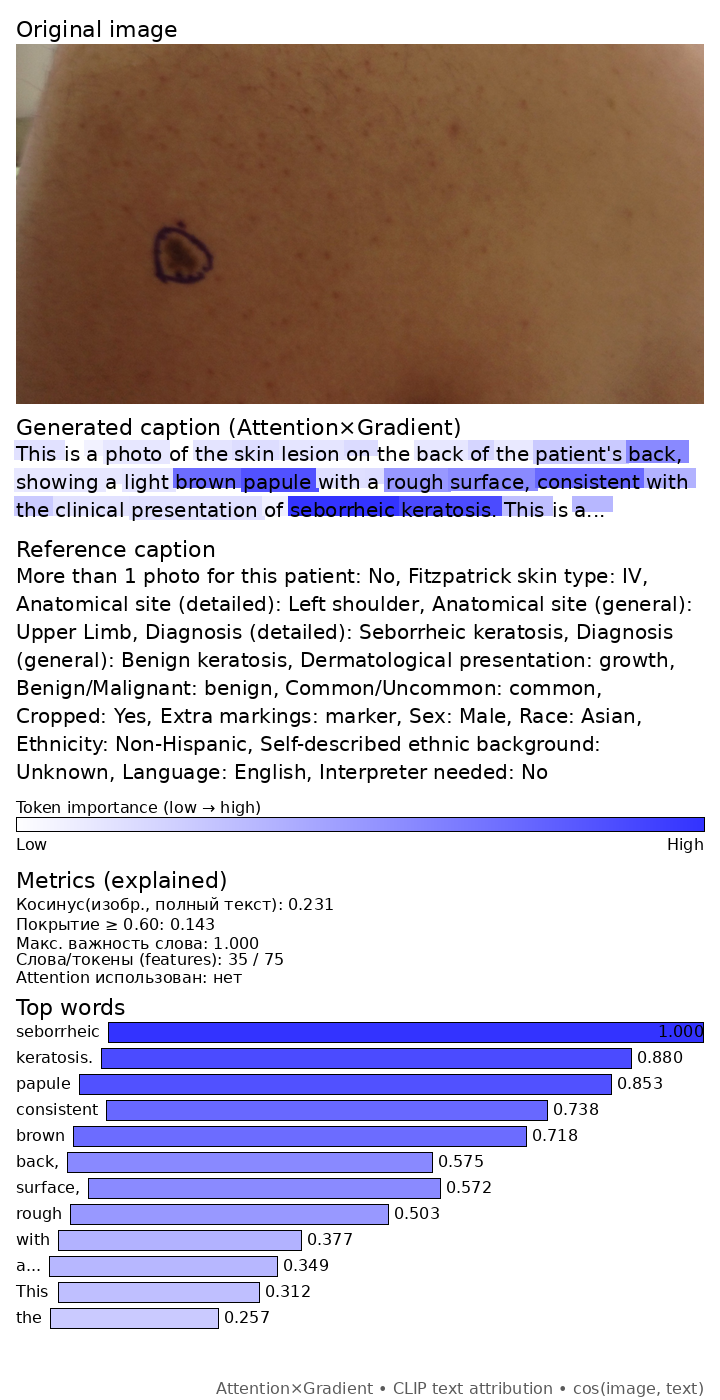 Original image
Generated caption (Attention×Gradient)
This is a photo of the skin lesion on the back of the patient's back,
showing a light brown papule with a rough surface, consistent with
the clinical presentation of seborrheic keratosis. This is a...
Reference caption
More than 1 photo for this patient: No, Fitzpatrick skin type: IV,
Anatomical site (detailed): Left shoulder, Anatomical site (general):
Upper Limb, Diagnosis (detailed): Seborrheic keratosis, Diagnosis
(general): Benign keratosis, Dermatological presentation: growth,
Benign/Malignant: benign, Common/Uncommon: common,
Cropped: Yes, Extra markings: marker, Sex: Male, Race: Asian,
Ethnicity: Non-Hispanic, Self-described ethnic background:
Unknown, Language: English, Interpreter needed: No
Token importance (low → high)
Low High
Metrics (explained)
Косинус(изобр., полный текст): 0.231
Покрытие ≥ 0.60: 0.143
Макс. важность слова: 1.000
Слова/токены (features): 35 / 75
Attention использован: нет
Top words
seborrheic 1.000
keratosis. 0.880
papule 0.853
consistent 0.738
brown 0.718
back, 0.575
surface, 0.572
rough 0.503
with 0.377
a... 0.349
This 0.312
the 0.257
Attention×Gradient • CLIP text attribution • cos(image, text)